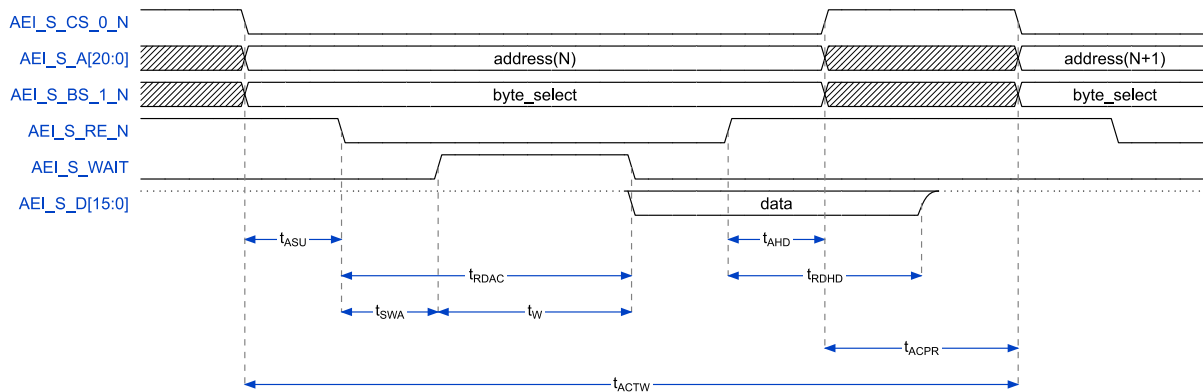 AEI_S_CS_0_N
AEI_S_A[20:0] address(N) address(N+1)
AEI_S_BS_1_N byte_select byte_select
AEI_S_RE_N
AEI_S_WAIT
AEI_S_D[15:0] data
tASU tAHD
tRDAC tRDHD
tSWA tW
tACPR
tACTW